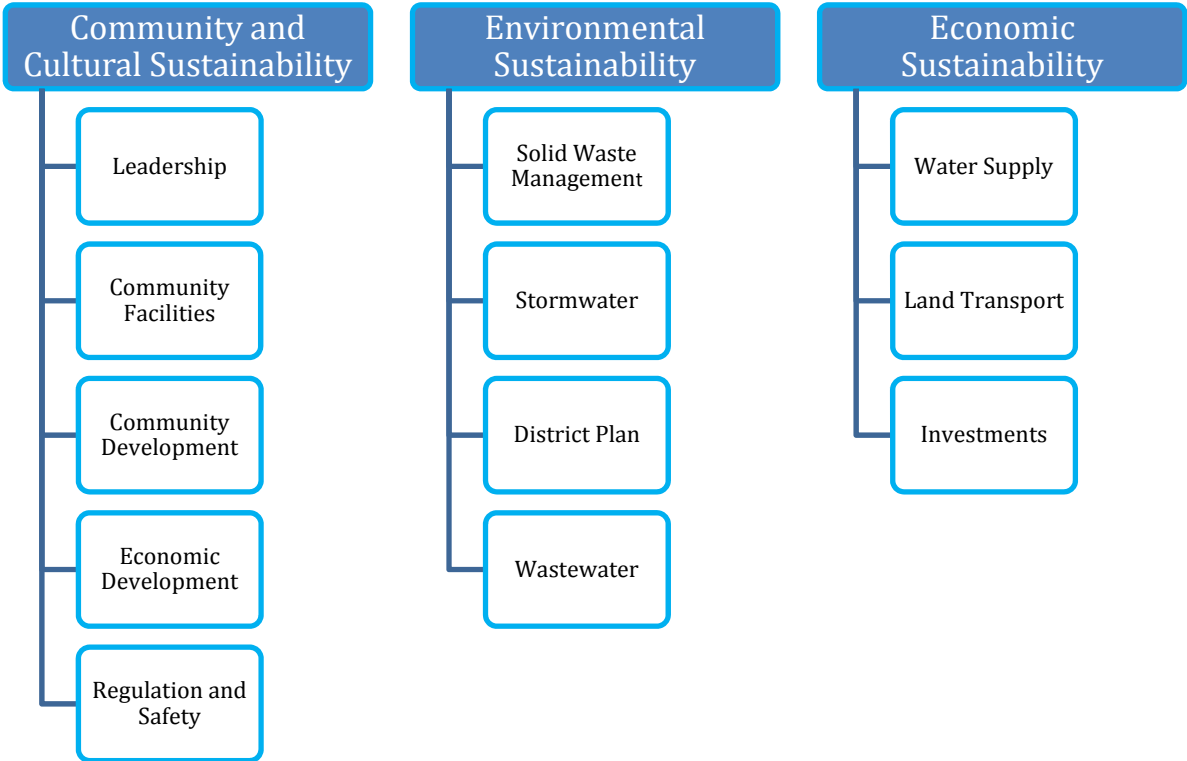 Community and
Cultural Sustainability
Leadership
Community
Facilities
Community
Development
Economic
Development
Regulation and
Safety
Environmental
Sustainability
Solid Waste
Management
Stormwater
District Plan
Wastewater
Economic
Sustainability
Water Supply
Land Transport
Investments